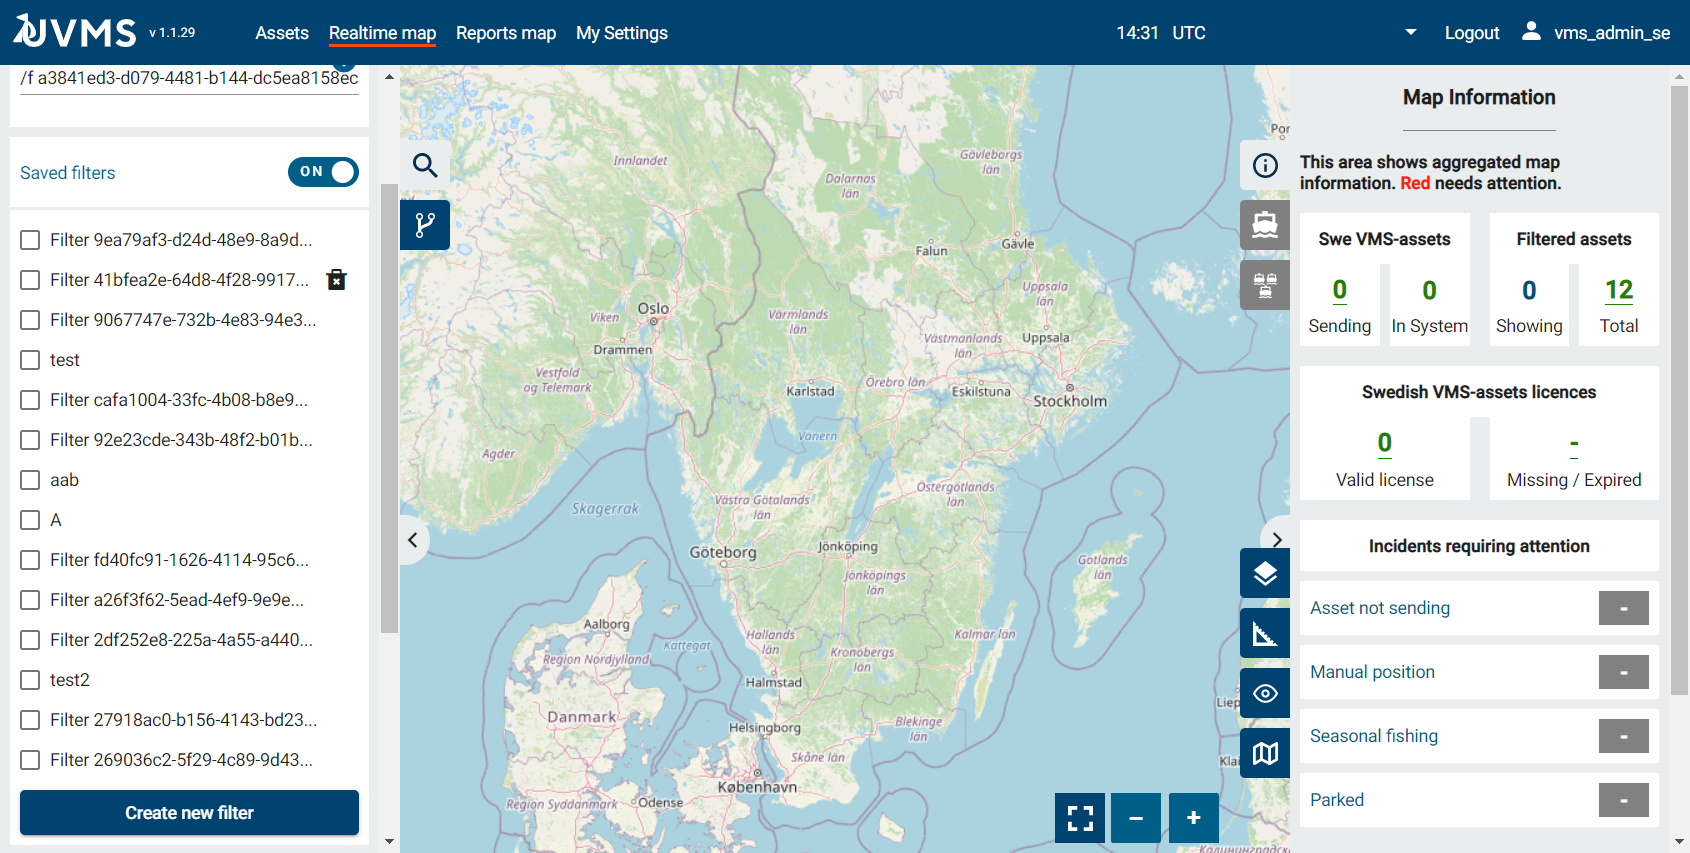 UVMS v 1.1.29
Assets
Realtime map
Reports map
My Settings
14:31 UTC
Logout
vms_admin_se
/f a3841ed3-d079-4481-b144-dc5ea8158ec
Saved filters
ON
Filter 9ea79af3-d24d-48e9-8a9d...
Filter 41bfea2e-64d8-4f28-9917...
Filter 9067747e-732b-4e83-94e3...
test
Filter cafa1004-33fc-4b08-b8e9...
Filter 92e23cde-343b-48f2-b01b...
aab
A
Filter fd40fc91-1626-4114-95c6...
Filter a26f3f62-5ead-4ef9-9e9e...
Filter 2df252e8-225a-4a55-a440...
test2
Filter 27918ac0-b156-4143-bd23...
Filter 269036c2-5f29-4c89-9d43...
Create new filter
Innlandet
Dalarnas
län
Gävleborgs
län
Por
Falun
Gävle
Uppsala
län
Oslo
Viken
Drammen
Värmlands
län
Västmanlands
län
Uppsala
Vestfold
og Telemark
Karlstad
Örebro län
Eskilstuna
Stockholm
Vänern
Agder
Skagerrak
Västra Götalands
län
Östergötlands
län
Göteborg
Jönköping
Jönköpings
län
Gotlands
län
Aalborg
Region Nordjylland
Kattegat
Hallands
län
Kronobergs
län
Kalmar län
Halmstad
Danmark
Helsingborg
Blekinge
län
Skåne län
Liep
Klai
København
Odense
Region Syddanmark
Калининградская
−
+
Map Information
This area shows aggregated map
information. Red needs attention.
Swe VMS-assets
0
Sending
0
In System
Filtered assets
0
Showing
12
Total
Swedish VMS-assets licences
0
Valid license
-
Missing / Expired
Incidents requiring attention
Asset not sending
-
Manual position
-
Seasonal fishing
-
Parked
-